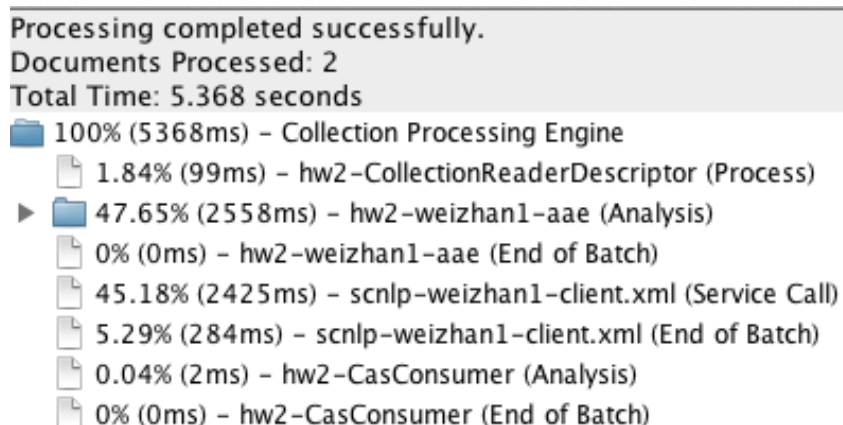 Processing completed successfully.
Documents Processed: 2
Total Time: 5.368 seconds
100% (5368ms) – Collection Processing Engine
1.84% (99ms) – hw2-CollectionReaderDescriptor (Process)
47.65% (2558ms) – hw2-weizhan1-aae (Analysis)
0% (0ms) – hw2-weizhan1-aae (End of Batch)
45.18% (2425ms) – scnlp-weizhan1-client.xml (Service Call)
5.29% (284ms) – scnlp-weizhan1-client.xml (End of Batch)
0.04% (2ms) – hw2-CasConsumer (Analysis)
0% (0ms) – hw2-CasConsumer (End of Batch)